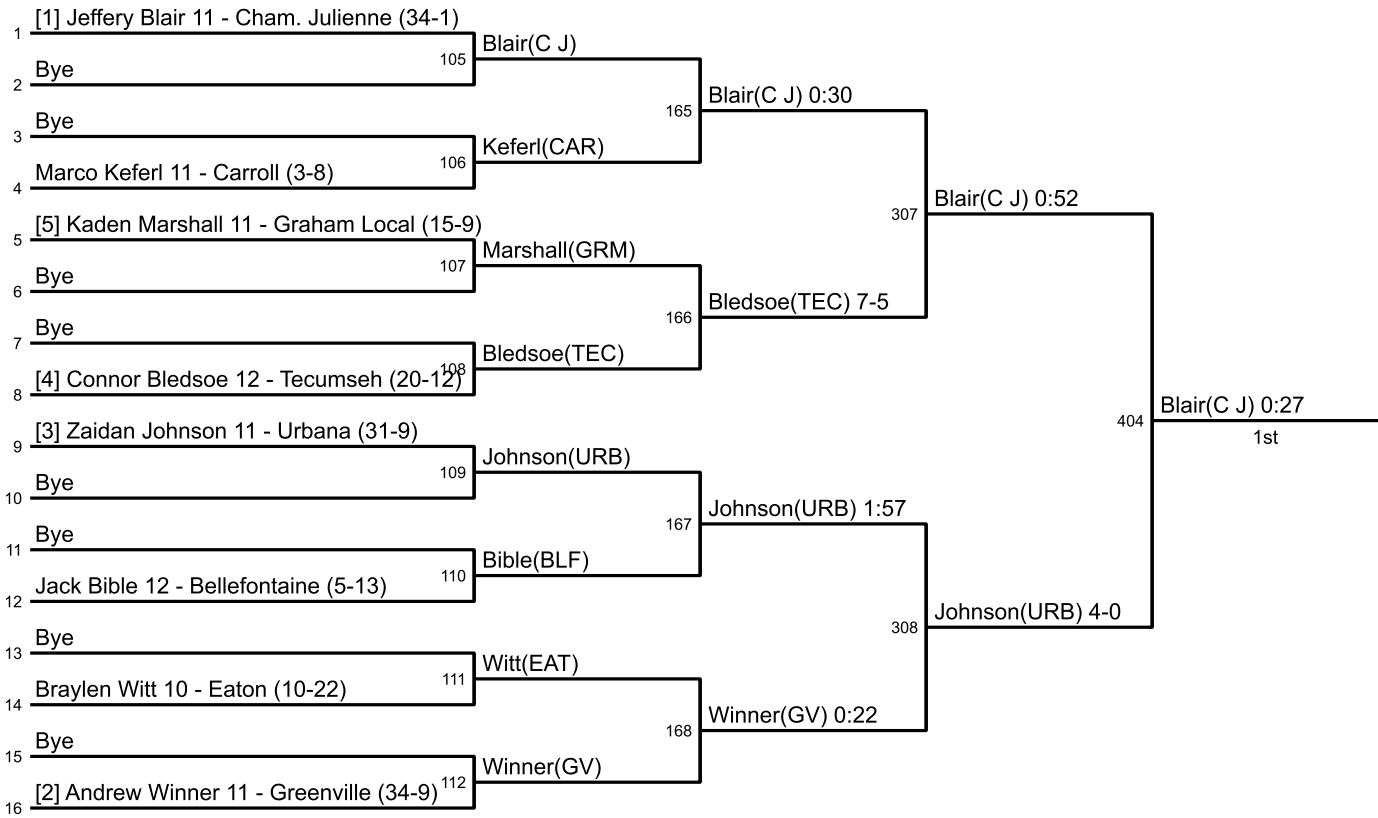 [1] Jeffery Blair 11 - Cham. Julienne (34-1)
1
Blair(C J)
105
Bye
2
Blair(C J) 0:30
165
Bye
3
Keferl(CAR)
106
Marco Keferl 11 - Carroll (3-8)
4
Blair(C J) 0:52
307
[5] Kaden Marshall 11 - Graham Local (15-9)
5
Marshall(GRM)
107
Bye
6
Bledsoe(TEC) 7-5
166
Bye
7
Bledsoe(TEC)
108
[4] Connor Bledsoe 12 - Tecumseh (20-12)
8
Blair(C J) 0:27
404
1st
[3] Zaidan Johnson 11 - Urbana (31-9)
9
Johnson(URB)
109
Bye
10
Johnson(URB) 1:57
167
Bye
11
Bible(BLF)
110
Jack Bible 12 - Bellefontaine (5-13)
12
Johnson(URB) 4-0
308
Bye
13
Witt(EAT)
111
Braylen Witt 10 - Eaton (10-22)
14
Winner(GV) 0:22
168
Bye
15
Winner(GV)
112
[2] Andrew Winner 11 - Greenville (34-9)
16